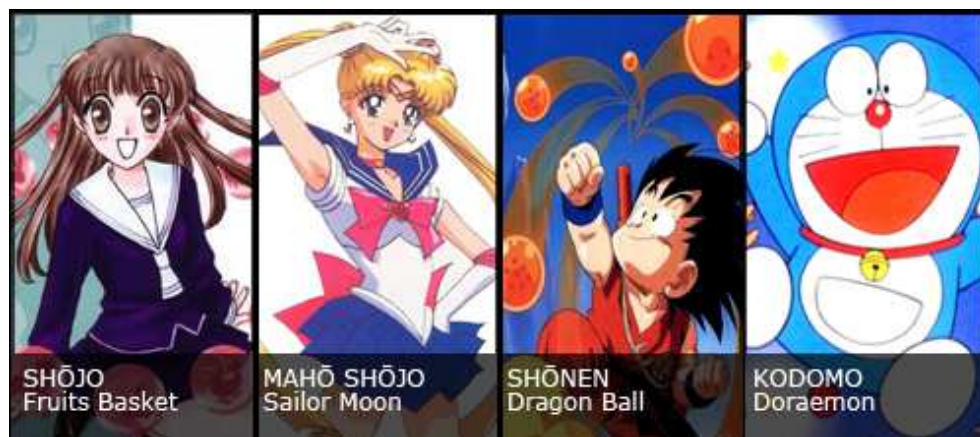 SHŌJO
Fruits Basket
MAHŌ SHŌJO
Sailor Moon
SHŌNEN
Dragon Ball
KODOMO
Doraemon